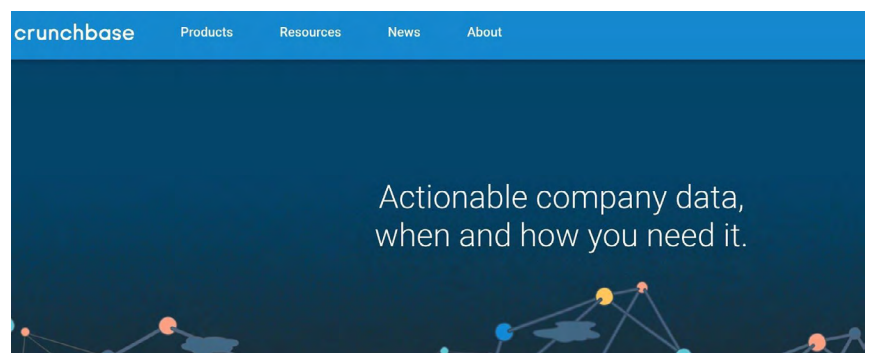 crunchbase Products Resources News About
Actionable company data,
when and how you need it.